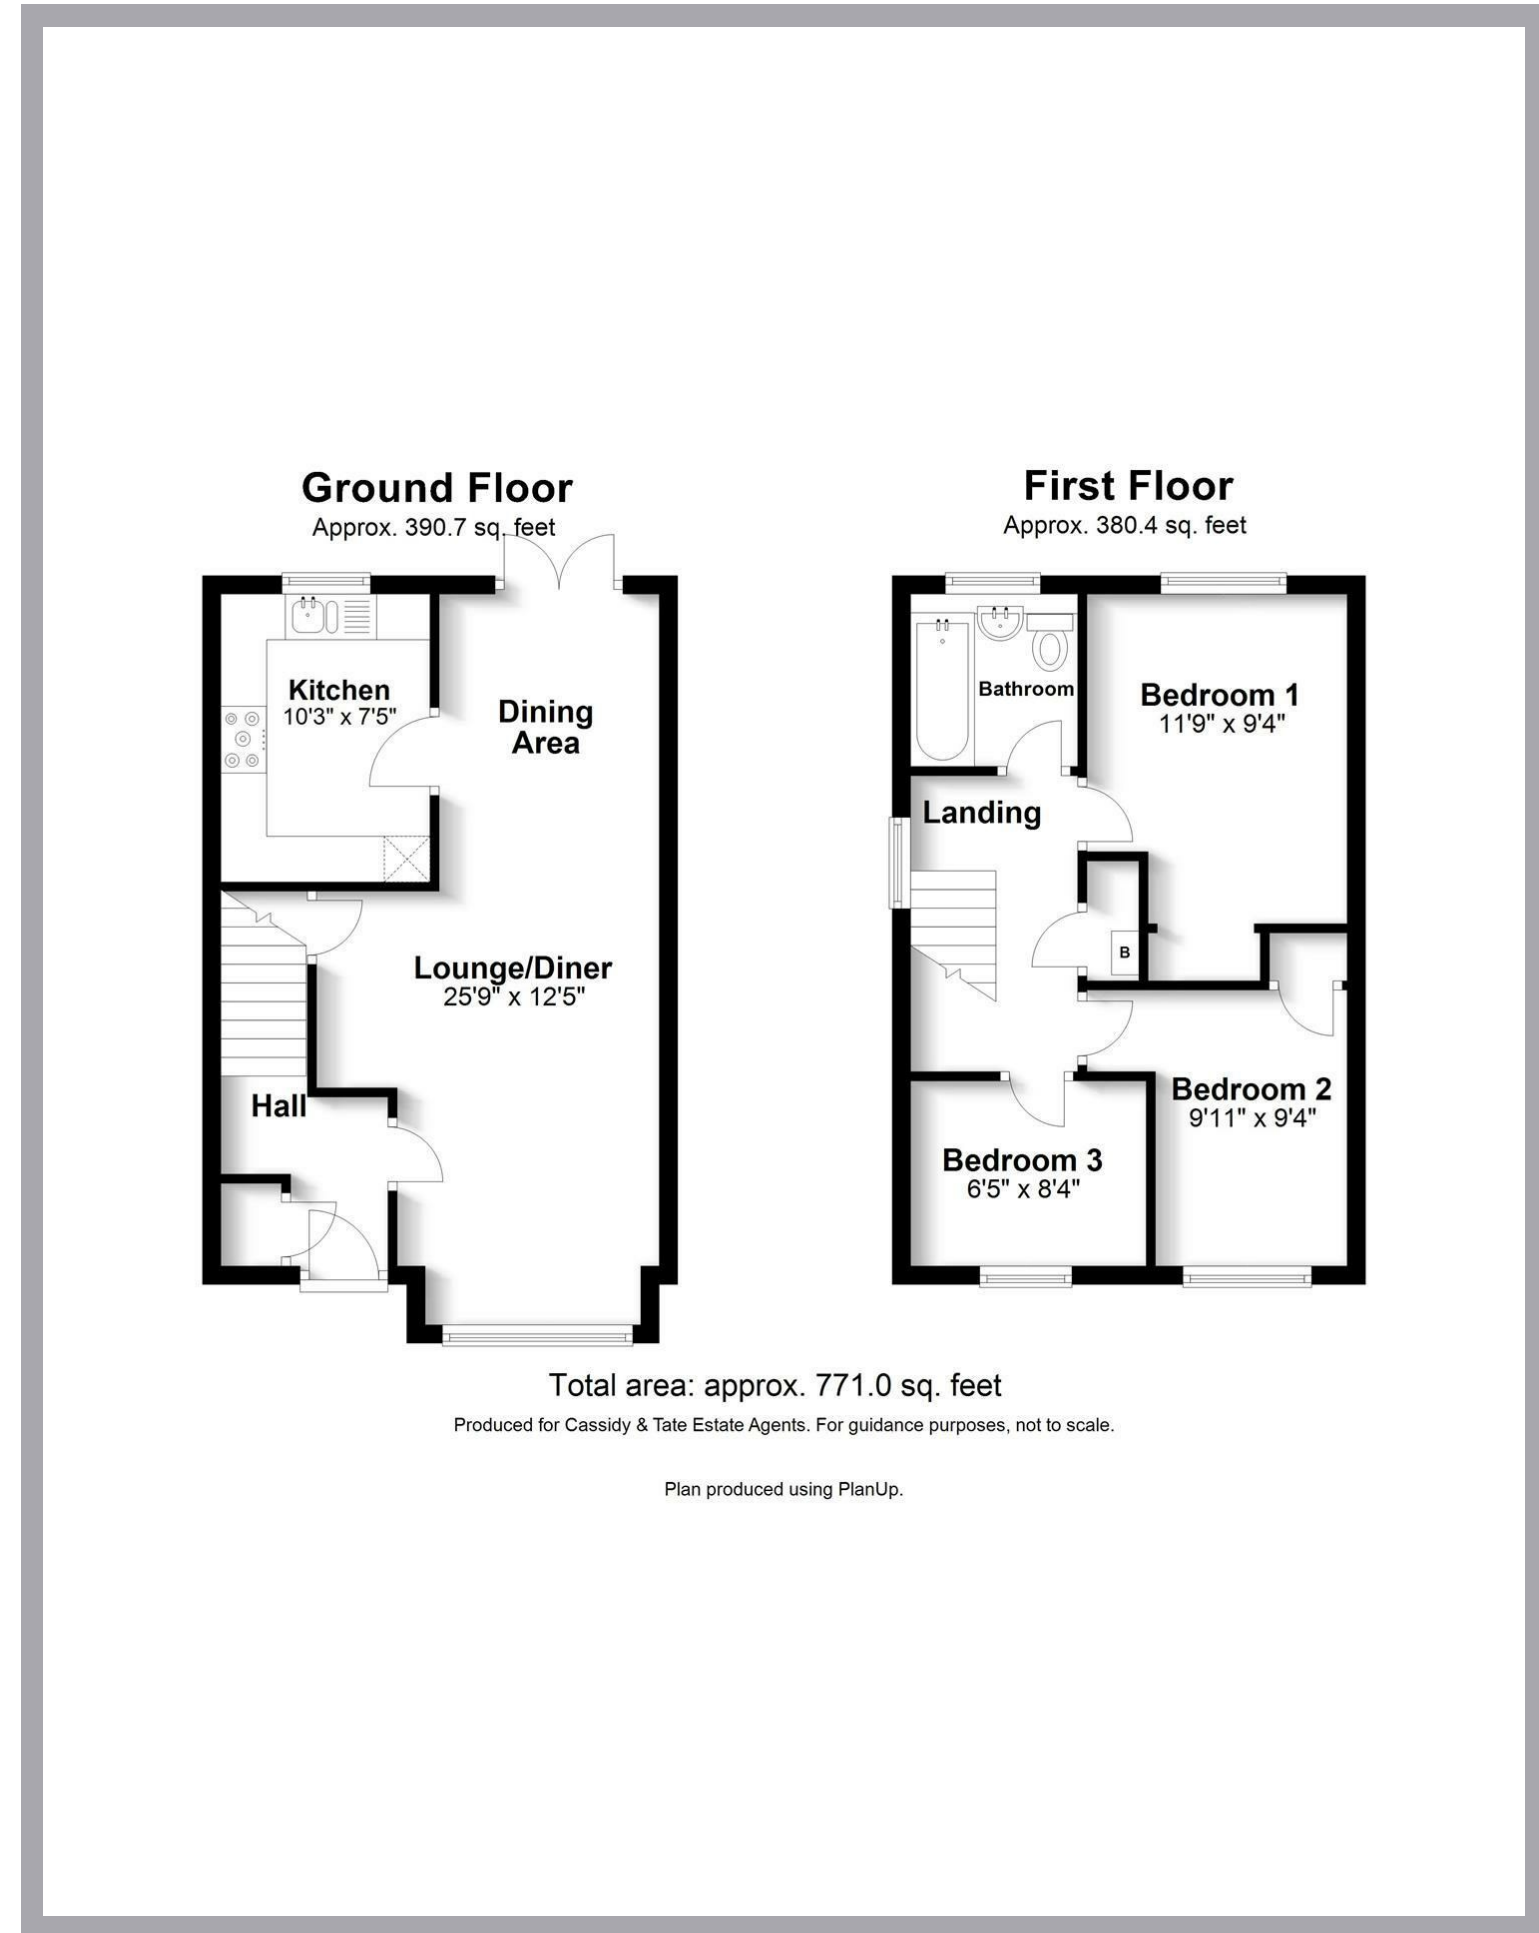 Ground Floor
Approx. 390.7 sq. feet
Kitchen
10'3" x 7'5"
Dining
Area
Lounge/Diner
25'9" x 12'5"
Hall
First Floor
Approx. 380.4 sq. feet
Bathroom
Bedroom 1
11'9" x 9'4"
Landing
B
Bedroom 2
9'11" x 9'4"
Bedroom 3
6'5" x 8'4"
Total area: approx. 771.0 sq. feet
Produced for Cassidy & Tate Estate Agents. For guidance purposes, not to scale.
Plan produced using PlanUp.